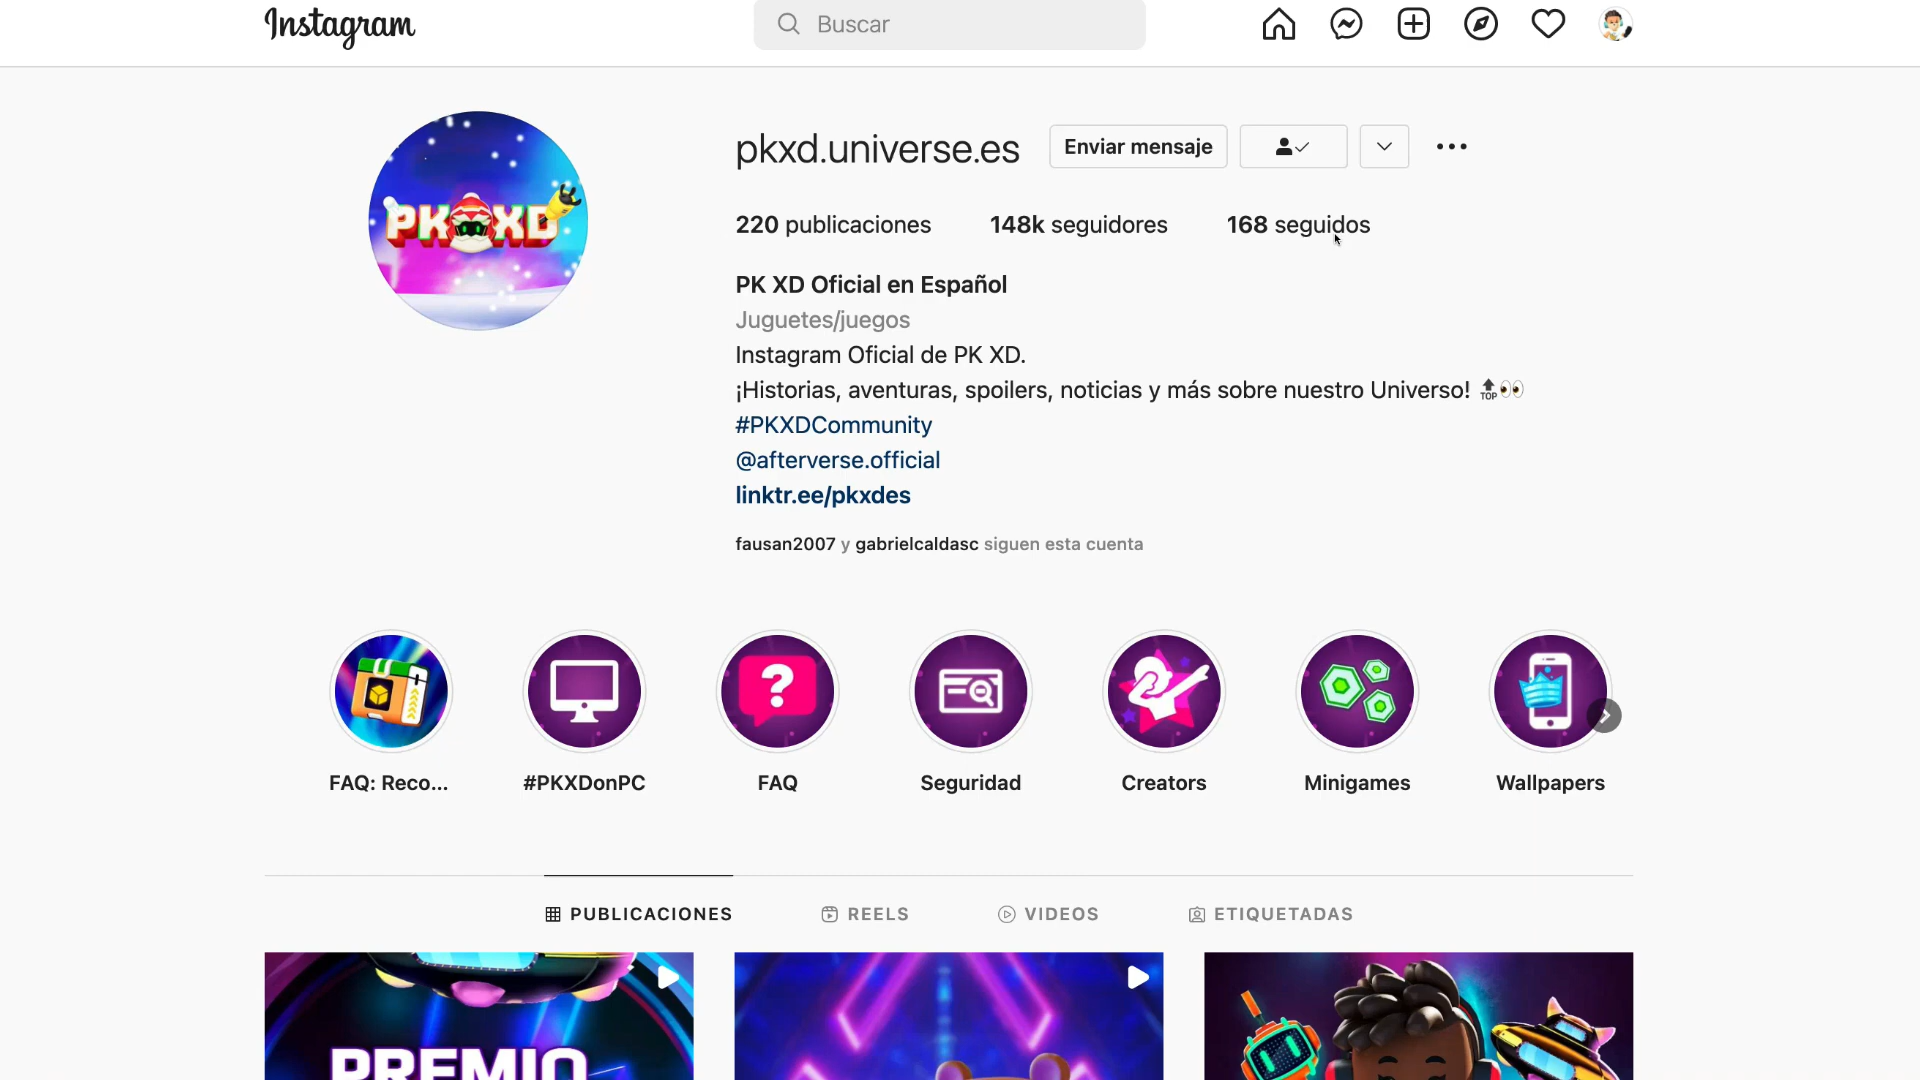 Instagram
Buscar
PK XD
pkxd.universe.es
Enviar mensaje
220 publicaciones 148k seguidores 168 seguidos
PK XD Oficial en Español
Juguetes/juegos
Instagram Oficial de PK XD.
¡Historias, aventuras, spoilers, noticias y más sobre nuestro Universo! 🔝👀
#PKXDCommunity
@afterverse.official
linktr.ee/pkxdes
fausan2007 y gabrielcaldasc siguen esta cuenta
FAQ: Reco... #PKXDonPC FAQ Seguridad Creators Minigames Wallpapers
PUBLICACIONES REELS VIDEOS ETIQUETADAS
PREMIO